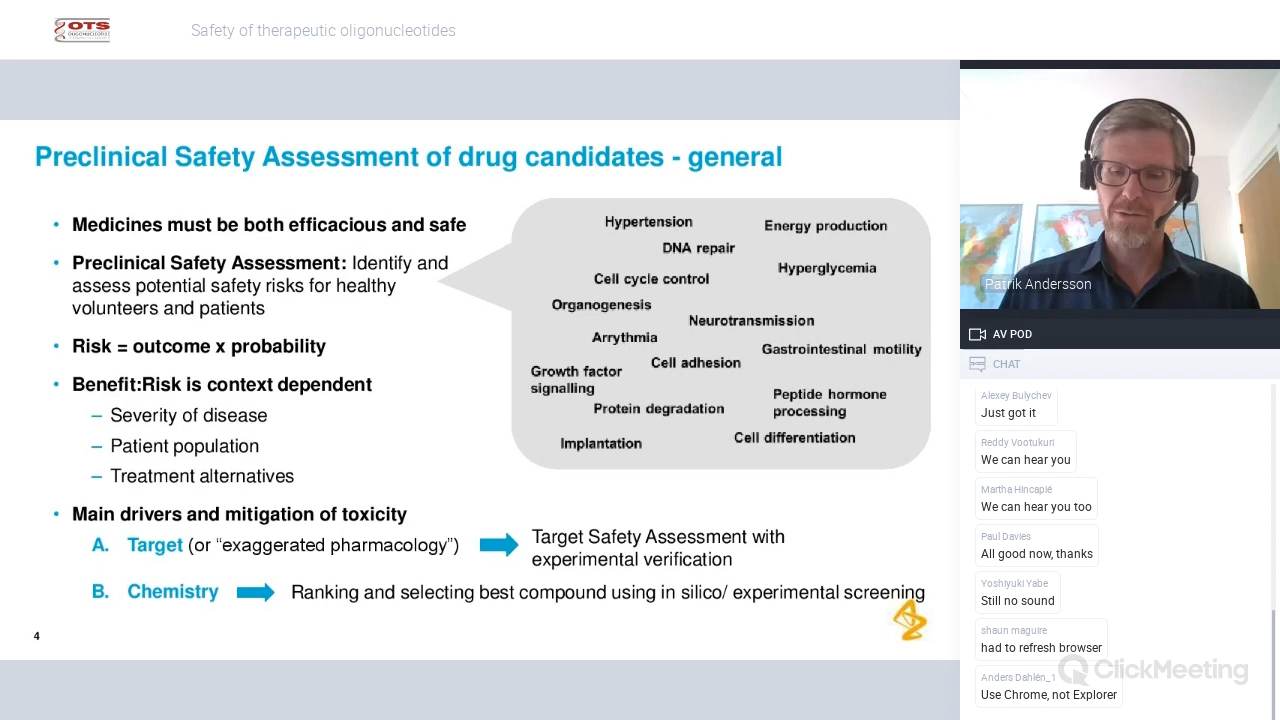 OTS
OLIGONUCLEOTIDE
Safety of therapeutic oligonucleotides
Preclinical Safety Assessment of drug candidates - general
• Medicines must be both efficacious and safe
• Preclinical Safety Assessment: Identify and
assess potential safety risks for healthy
volunteers and patients
• Risk = outcome x probability
• Benefit:Risk is context dependent
– Severity of disease
– Patient population
– Treatment alternatives
• Main drivers and mitigation of toxicity
A. Target (or “exaggerated pharmacology”)
Target Safety Assessment with
experimental verification
B. Chemistry
Ranking and selecting best compound using in silico/ experimental screening
4
Hypertension
Energy production
DNA repair
Hyperglycemia
Cell cycle control
Organogenesis
Neurotransmission
Arrythmia
Gastrointestinal motility
Cell adhesion
Growth factor
signalling
Peptide hormone
processing
Protein degradation
Cell differentiation
Implantation
Patrik Andersson
AV POD
CHAT
Alexey Bulychev
Just got it
Reddy Vootukuri
We can hear you
Martha Hincapié
We can hear you too
Paul Davies
All good now, thanks
Yoshiyuki Yabe
Still no sound
shaun maguire
had to refresh browser
Anders Dahlén_1
Use Chrome, not Explorer
ClickMeeting